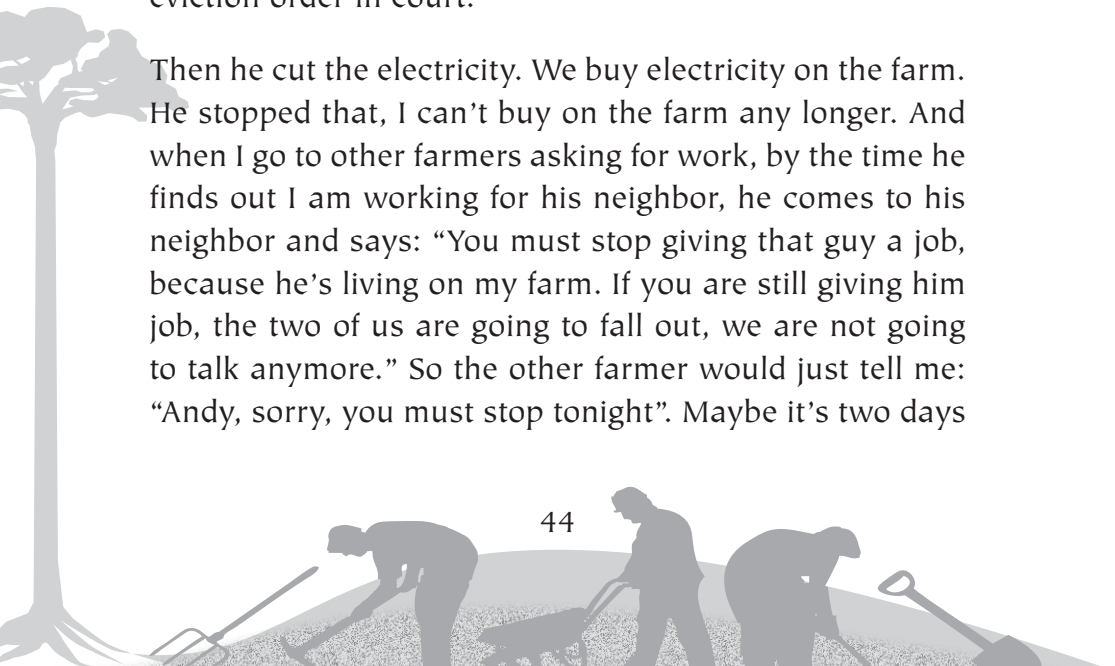 eviction order in court.
Then he cut the electricity. We buy electricity on the farm.
He stopped that, I can’t buy on the farm any longer. And
when I go to other farmers asking for work, by the time he
finds out I am working for his neighbor, he comes to his
neighbor and says: “You must stop giving that guy a job,
because he’s living on my farm. If you are still giving him
job, the two of us are going to fall out, we are not going
to talk anymore.” So the other farmer would just tell me:
“Andy, sorry, you must stop tonight”. Maybe it’s two days
44